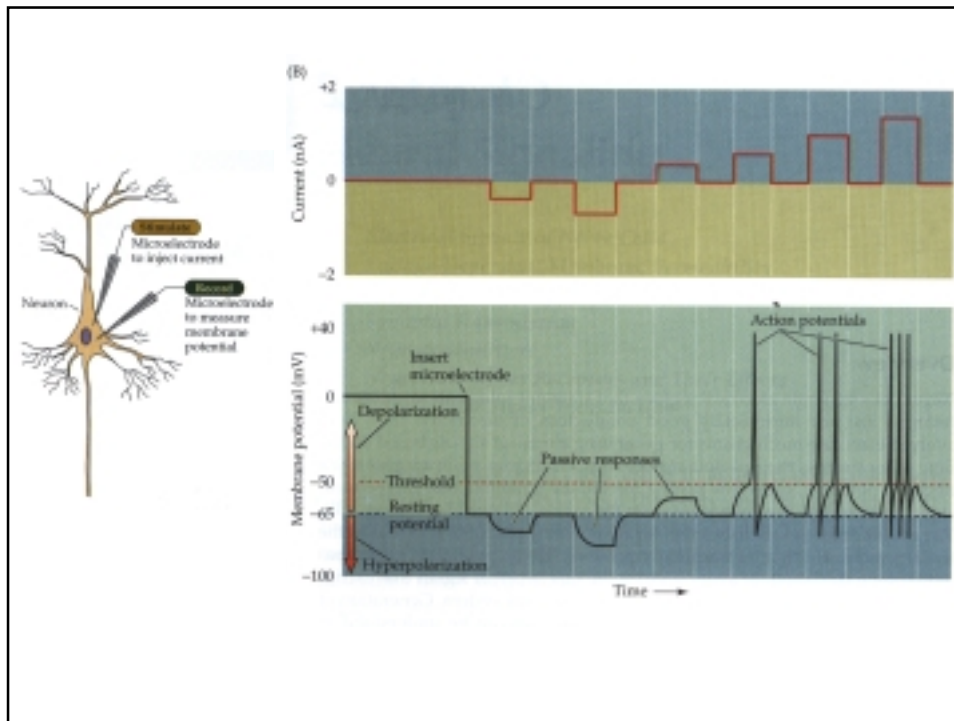 (B)
+2
Current (nA)
0
−2
Stimulate
Microelectrode
to inject current
Neuron
Record
Microelectrode
to measure
membrane
potential
Membrane potential (mV)
+40
Action potentials
Insert
microelectrode
0
Depolarization
Passive responses
−50
Threshold
−65
Resting
potential
−100
Hyperpolarization
Time